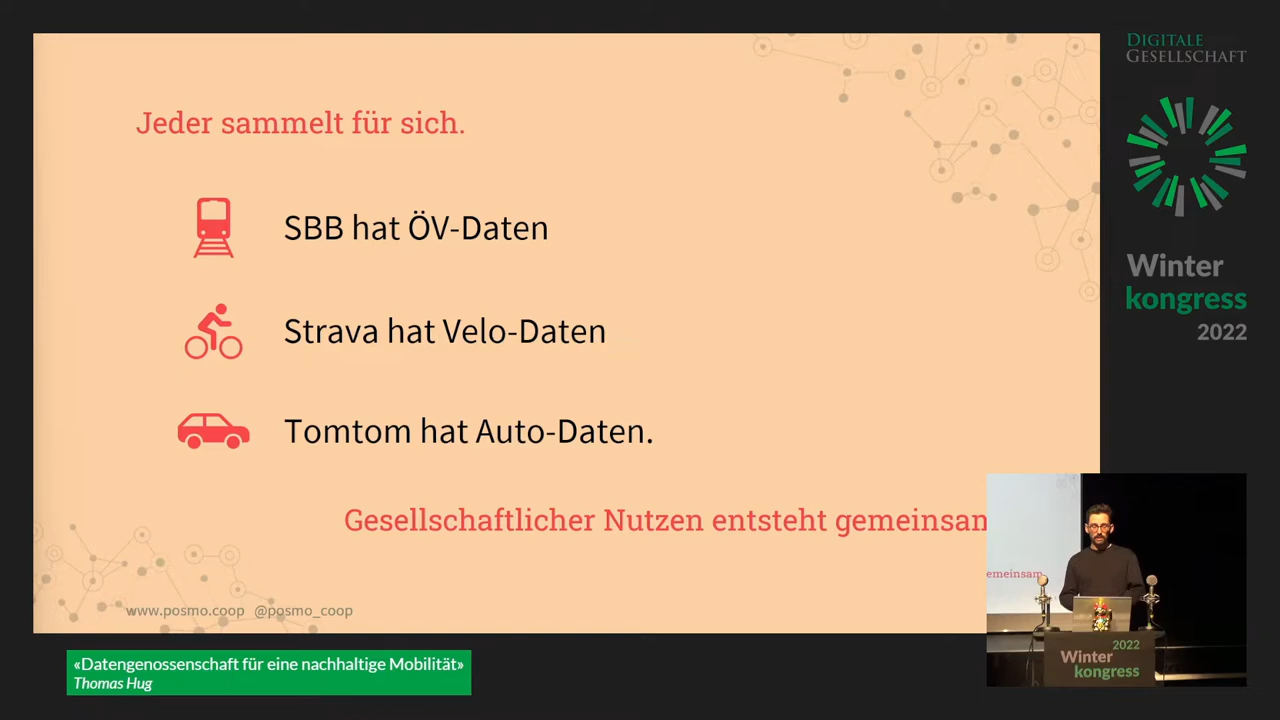 Jeder sammelt für sich.
SBB hat ÖV-Daten
Strava hat Velo-Daten
Tomtom hat Auto-Daten.
Gesellschaftlicher Nutzen entsteht gemeinsam
www.posmo.coop @posmo_coop
DIGITALE
GESELLSCHAFT
Winter
kongress
2022
emeinsam.
2022
Winter
kongress
«Datengenossenschaft für eine nachhaltige Mobilität»
Thomas Hug